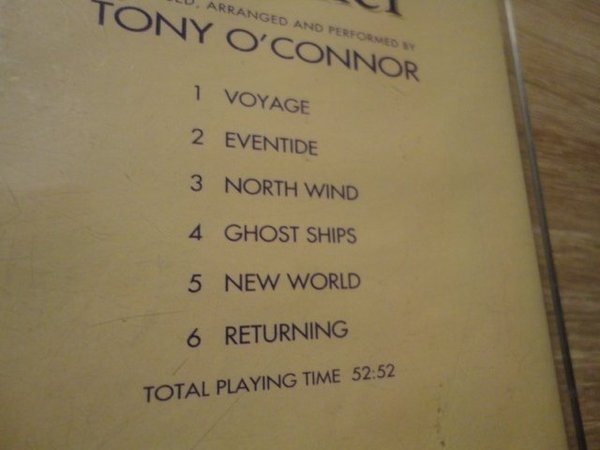 ARRANGED AND PERFORMED BY
TONY O'CONNOR
1 VOYAGE
2 EVENTIDE
3 NORTH WIND
4 GHOST SHIPS
5 NEW WORLD
6 RETURNING
TOTAL PLAYING TIME 52:52